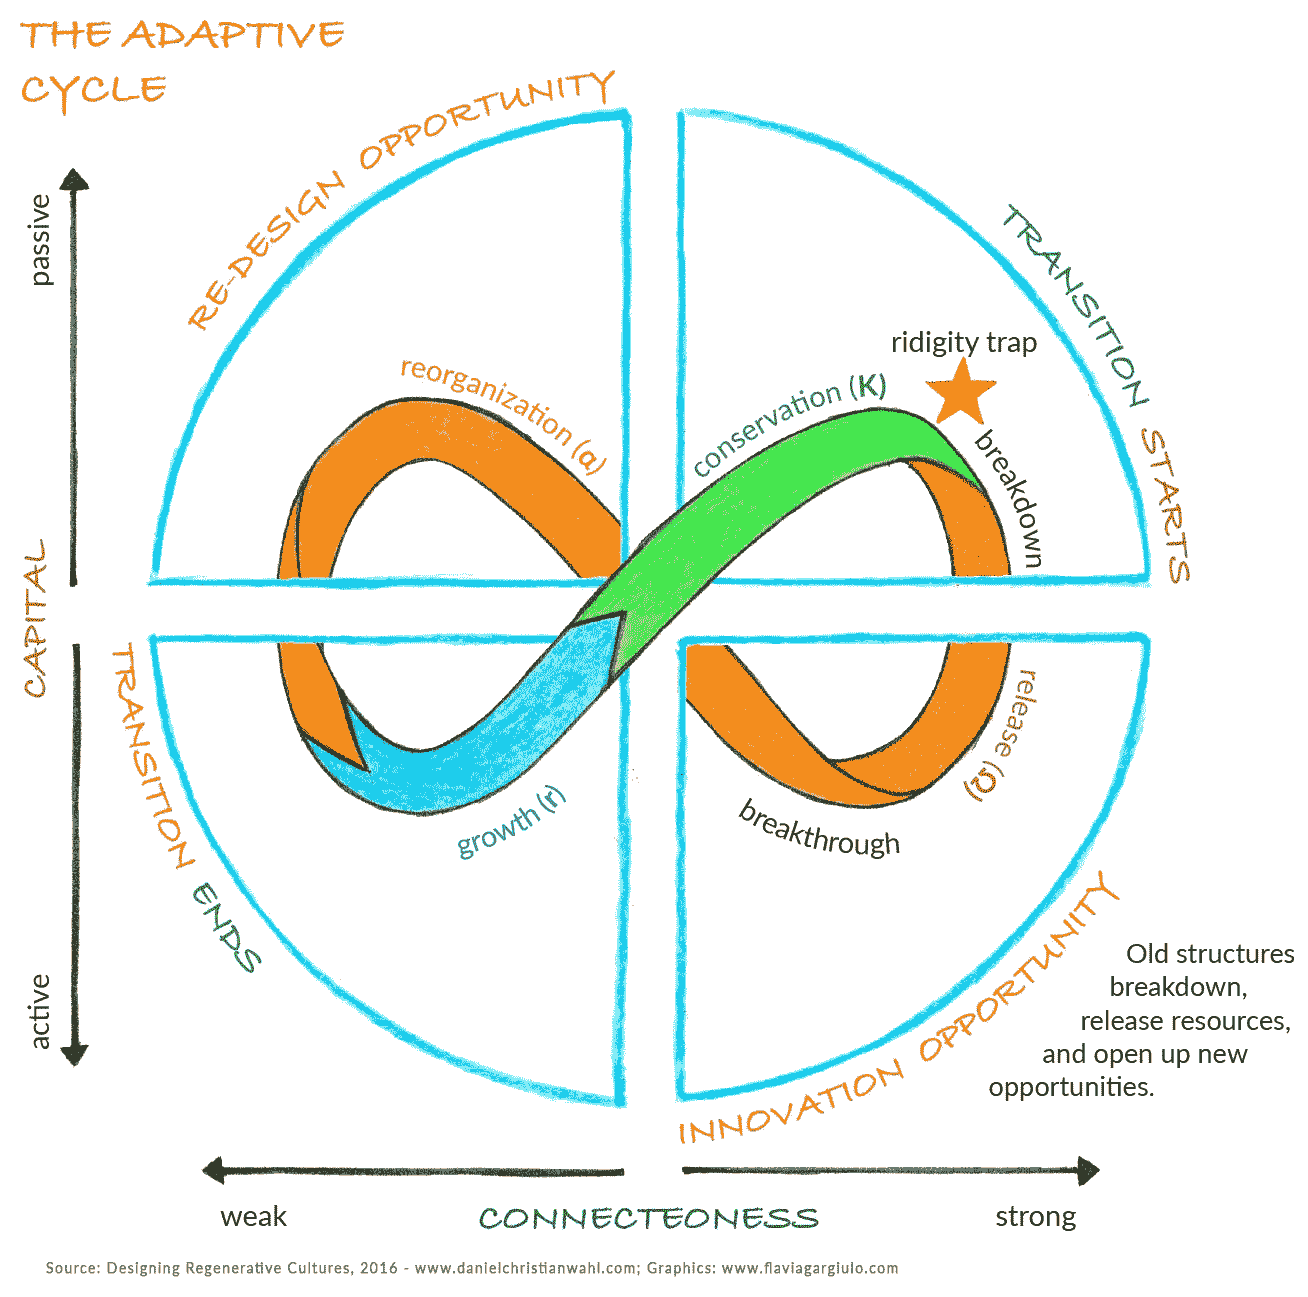 THE ADAPTIVE
CYCLE
RE-DESIGN OPPORTUNITY
TRANSITION STARTS
passive
ridigity trap
reorganization (α)
conservation (K)
breakdown
CAPITAL
TRANSITION ENDS
release (Ω)
growth (r)
breakthrough
active
INNOVATION OPPORTUNITY
Old structures
breakdown,
release resources,
and open up new
opportunities.
weak
CONNECTEONESS
strong
Source: Designing Regenerative Cultures, 2016 - www.danielchristianwahl.com; Graphics: www.flaviagargiulo.com